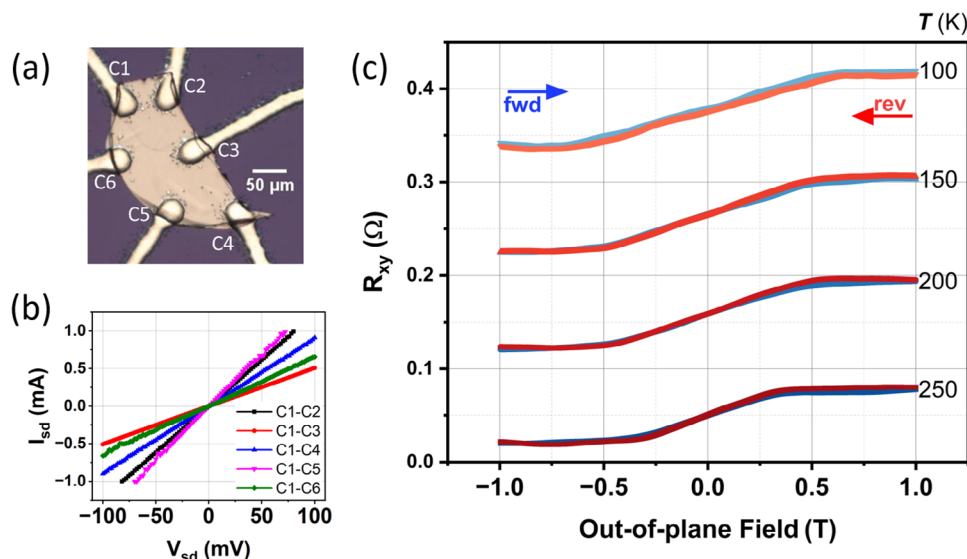 (a)
C1
C2
C3
C6
50 µm
C5
C4
(b)
1.0
0.5
0.0
-0.5
-1.0
I_sd (mA)
C1-C2
C1-C3
C1-C4
C1-C5
C1-C6
−100 −50 0 50 100
V_sd (mV)
(c)
T (K)
0.4
0.3
0.2
0.1
0.0
R_xy (Ω)
fwd
rev
100
150
200
250
−1.0 −0.5 0.0 0.5 1.0
Out-of-plane Field (T)